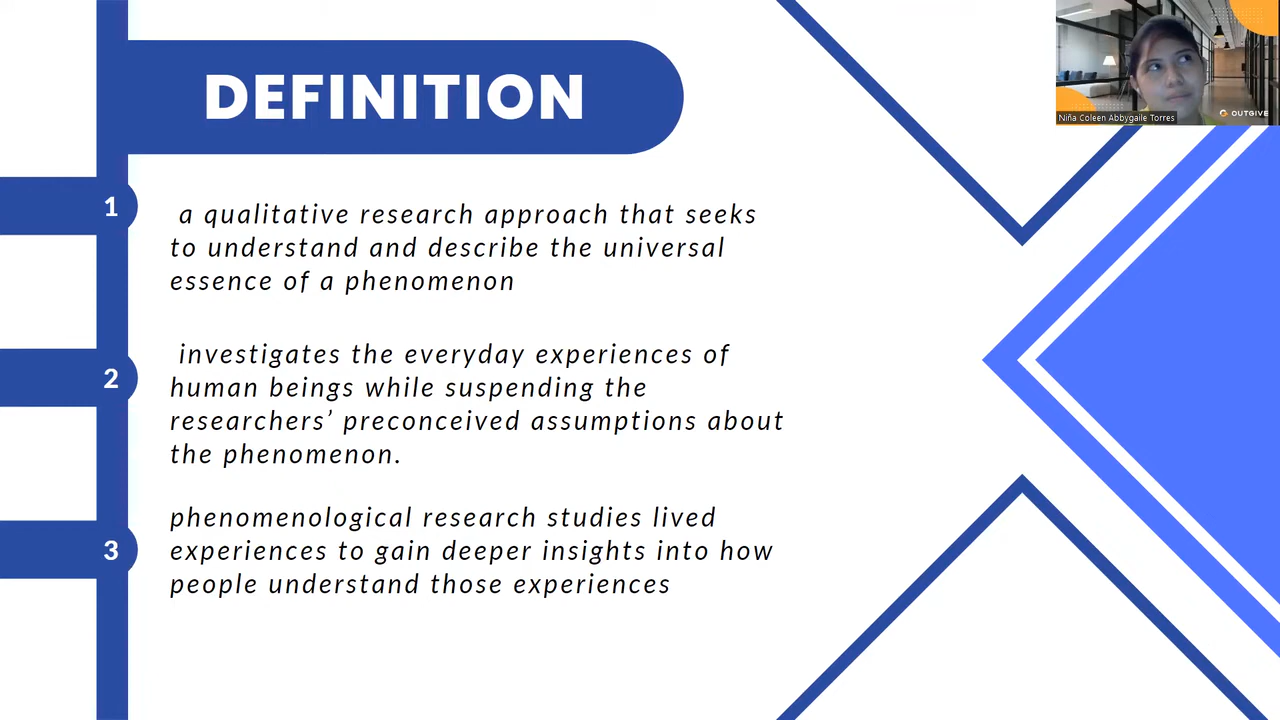 DEFINITION
1
a qualitative research approach that seeks
to understand and describe the universal
essence of a phenomenon
2
investigates the everyday experiences of
human beings while suspending the
researchers’ preconceived assumptions about
the phenomenon.
3
phenomenological research studies lived
experiences to gain deeper insights into how
people understand those experiences
Niña Coleen Abbygaile Torres
OUTGIVE